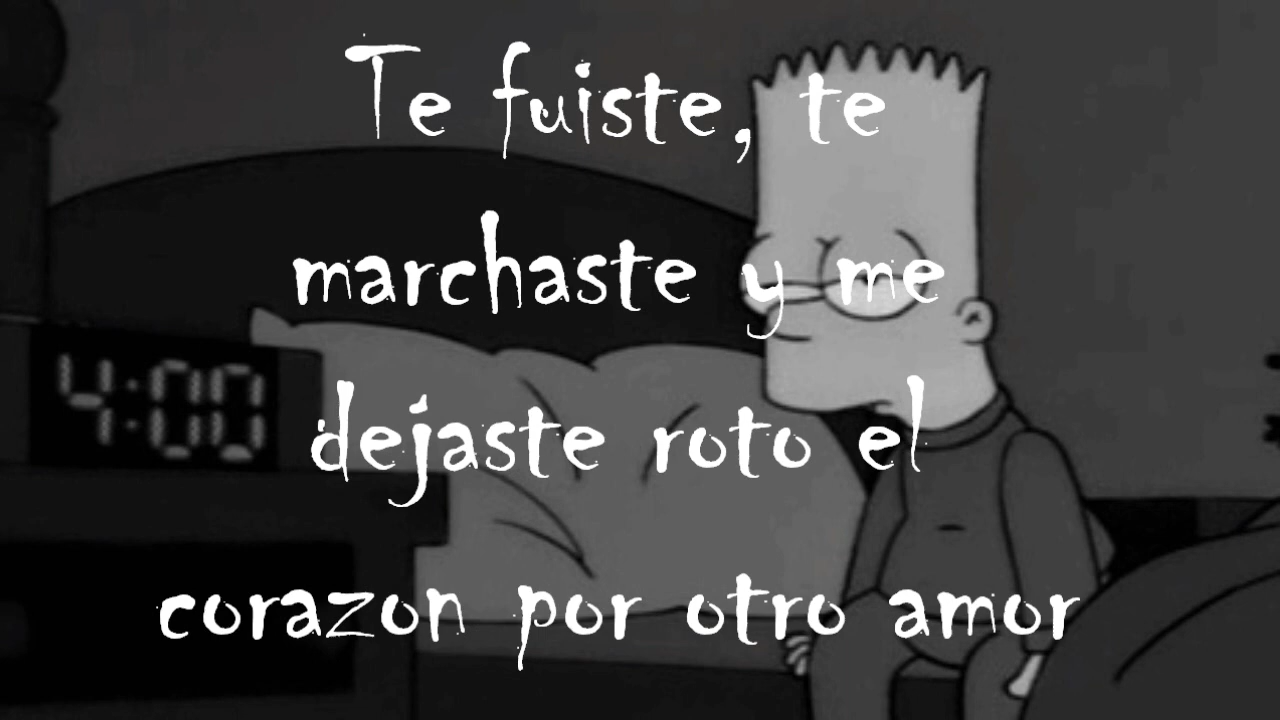 Te fuiste, te
marchaste y me
dejaste roto el
corazon por otro amor
4:00